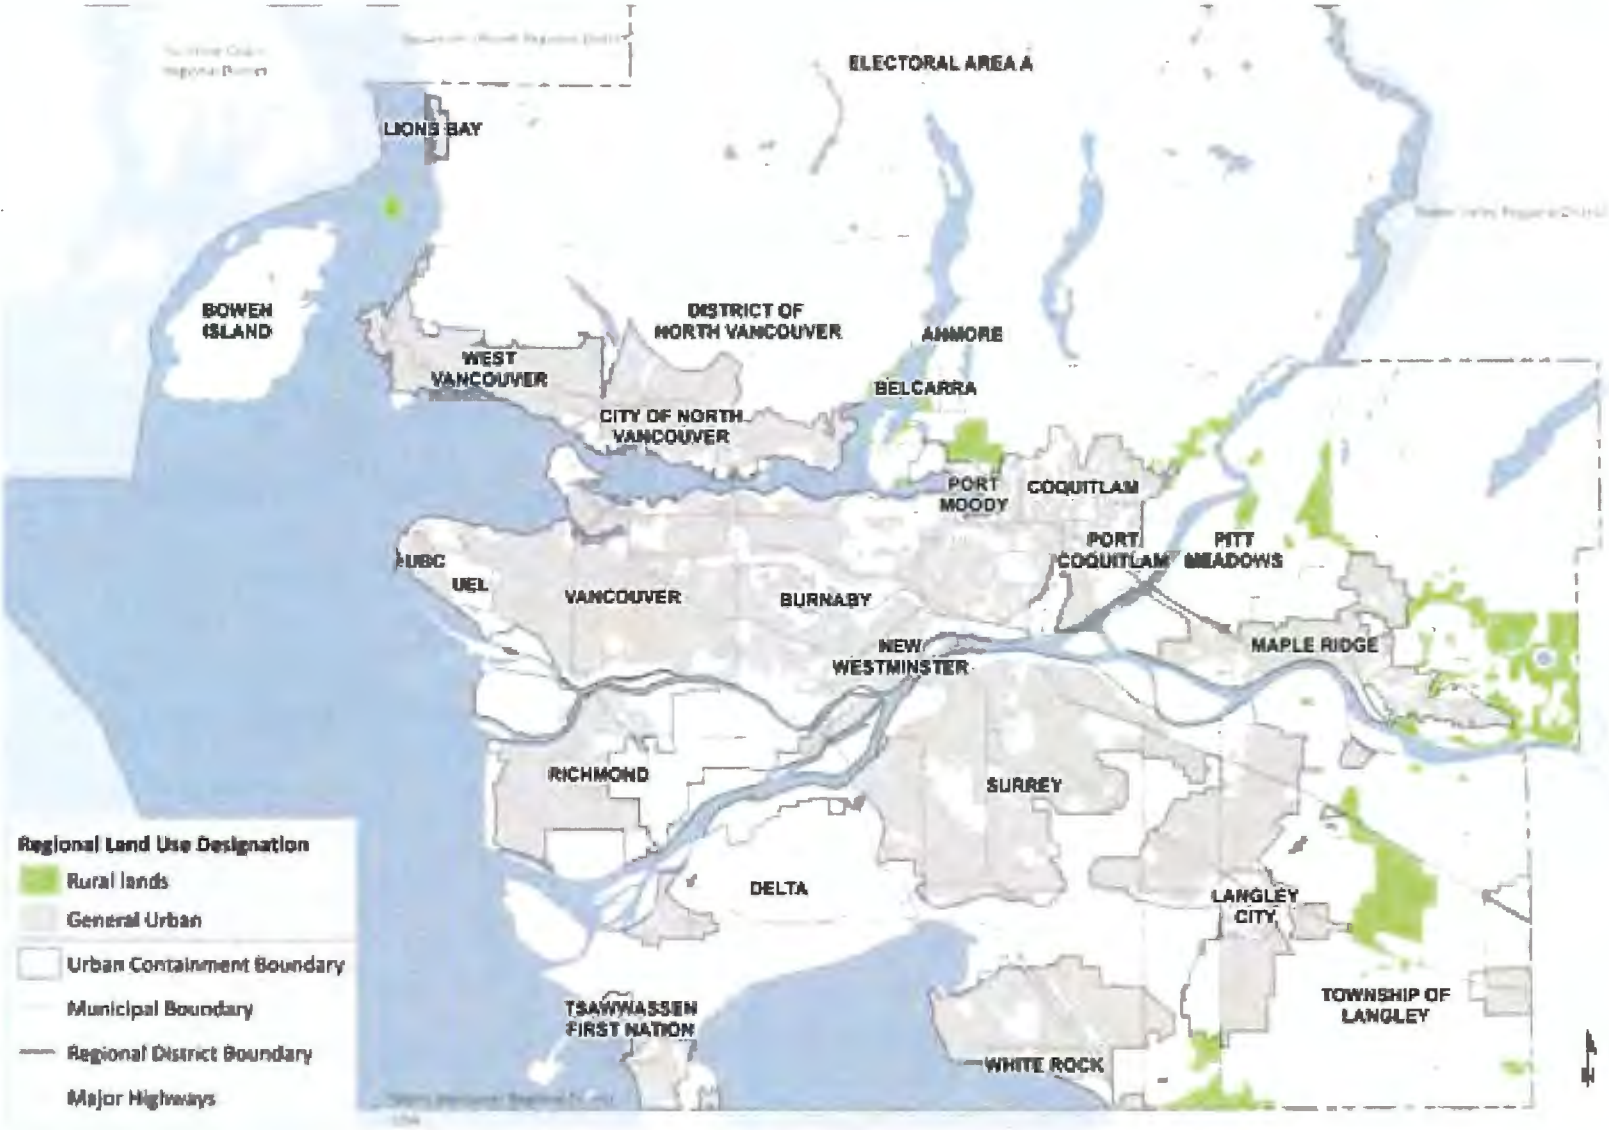 Regional District
ELECTORAL AREA A
LIONS BAY
BOWEN
ISLAND
DISTRICT OF
NORTH VANCOUVER
ANMORE
WEST
VANCOUVER
BELCARRA
CITY OF NORTH
VANCOUVER
PORT
MOODY
COQUITLAM
PORT
COQUITLAM
PITT
MEADOWS
UBC
UEL
VANCOUVER
BURNABY
NEW
WESTMINSTER
MAPLE RIDGE
RICHMOND
SURREY
DELTA
LANGLEY
CITY
TSAWWASSEN
FIRST NATION
WHITE ROCK
TOWNSHIP OF
LANGLEY
Regional Land Use Designation
Rural lands
General Urban
Urban Containment Boundary
Municipal Boundary
Regional District Boundary
Major Highways
N